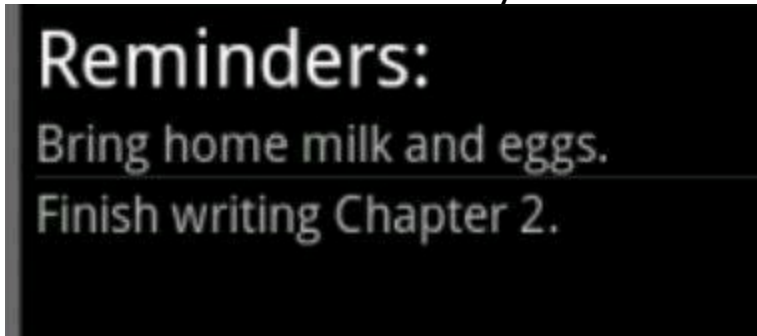 Reminders:
Bring home milk and eggs.
Finish writing Chapter 2.